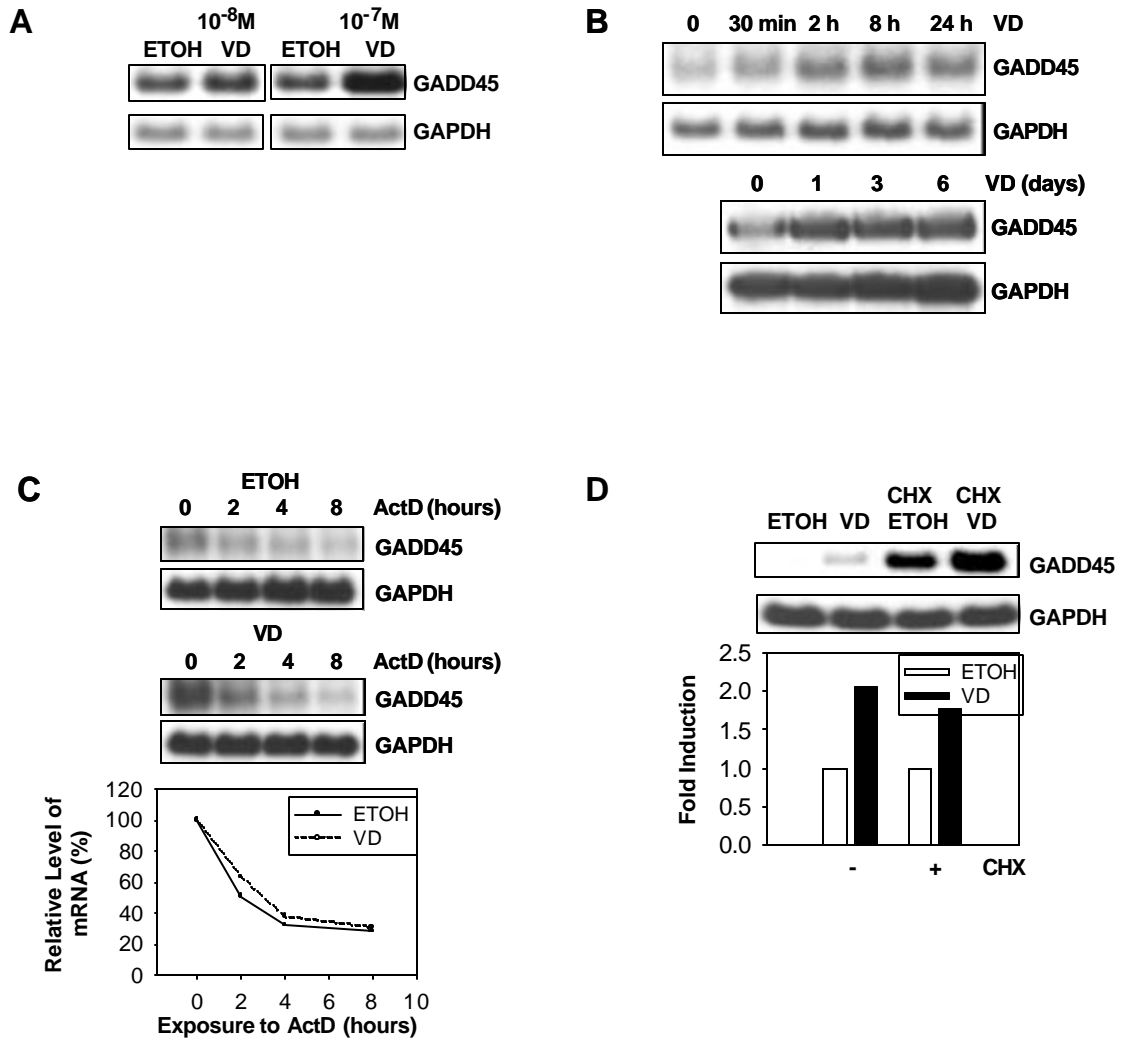 A
10-8M 10-7M
ETOH VD ETOH VD
GADD45
GAPDH
B
0 30 min 2 h 8 h 24 h VD
GADD45
GAPDH
0 1 3 6 VD (days)
GADD45
GAPDH
C
ETOH
0 2 4 8 ActD (hours)
GADD45
GAPDH
VD
0 2 4 8 ActD (hours)
GADD45
GAPDH
Relative Level of
mRNA (%)
120
100
80
60
40
20
0
ETOH
VD
0 2 4 6 8 10
Exposure to ActD (hours)
D
CHX CHX
ETOH VD ETOH VD
GADD45
GAPDH
Fold Induction
2.5
2.0
1.5
1.0
0.5
0.0
ETOH
VD
- + CHX